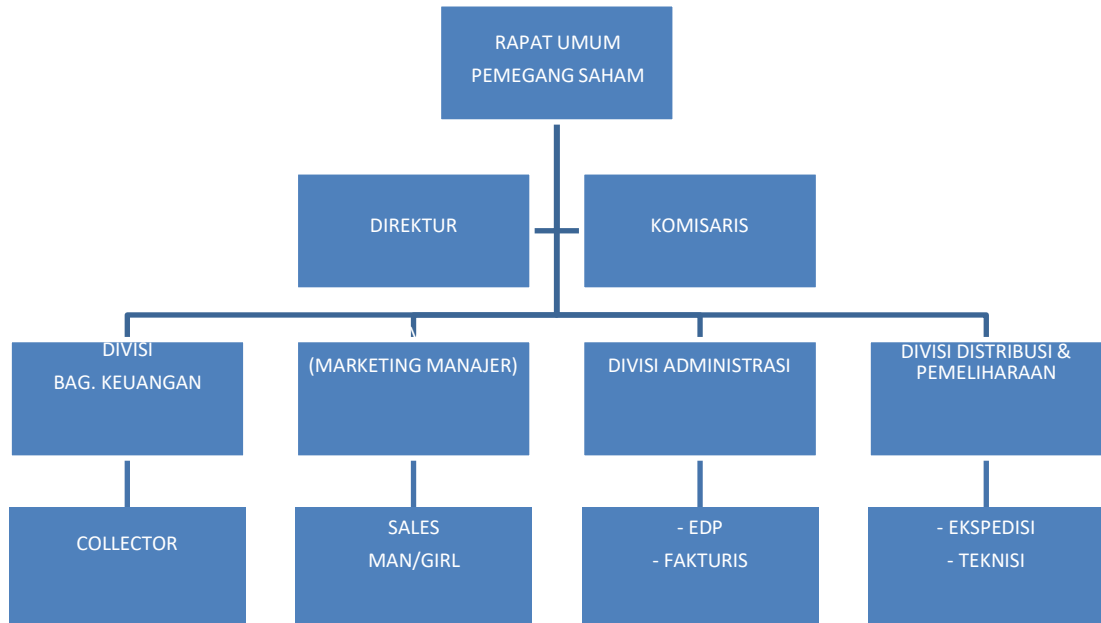 RAPAT UMUM
PEMEGANG SAHAM
DIREKTUR
KOMISARIS
DIVISI
BAG. KEUANGAN
(MARKETING MANAJER)
DIVISI ADMINISTRASI
DIVISI DISTRIBUSI &
PEMELIHARAAN
COLLECTOR
SALES
MAN/GIRL
- EDP
- FAKTURIS
- EKSPEDISI
- TEKNISI